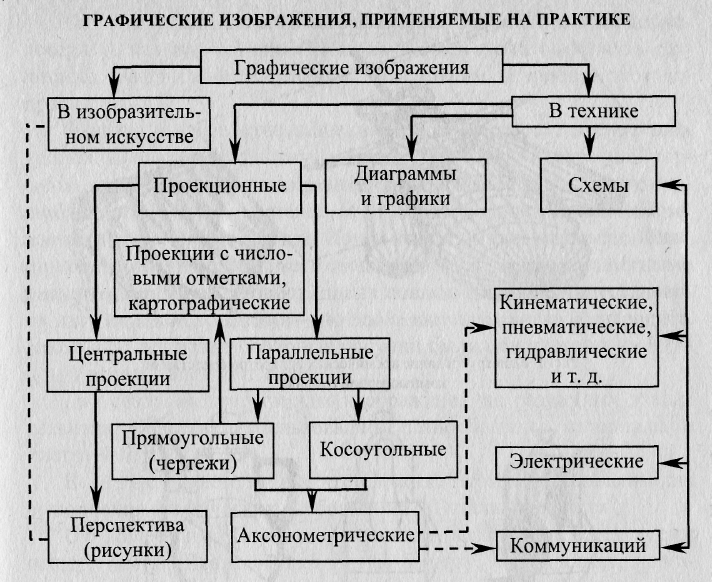 ГРАФИЧЕСКИЕ ИЗОБРАЖЕНИЯ, ПРИМЕНЯЕМЫЕ НА ПРАКТИКЕ
Графические изображения
В изобразитель-
ном искусстве
В технике
Проекционные
Диаграммы
и графики
Схемы
Проекции с число-
выми отметками,
картографические
Кинематические,
пневматические,
гидравлические
и т. д.
Центральные
проекции
Параллельные
проекции
Прямоугольные
(чертежи)
Косоугольные
Электрические
Перспектива
(рисунки)
Аксонометрические
Коммуникаций